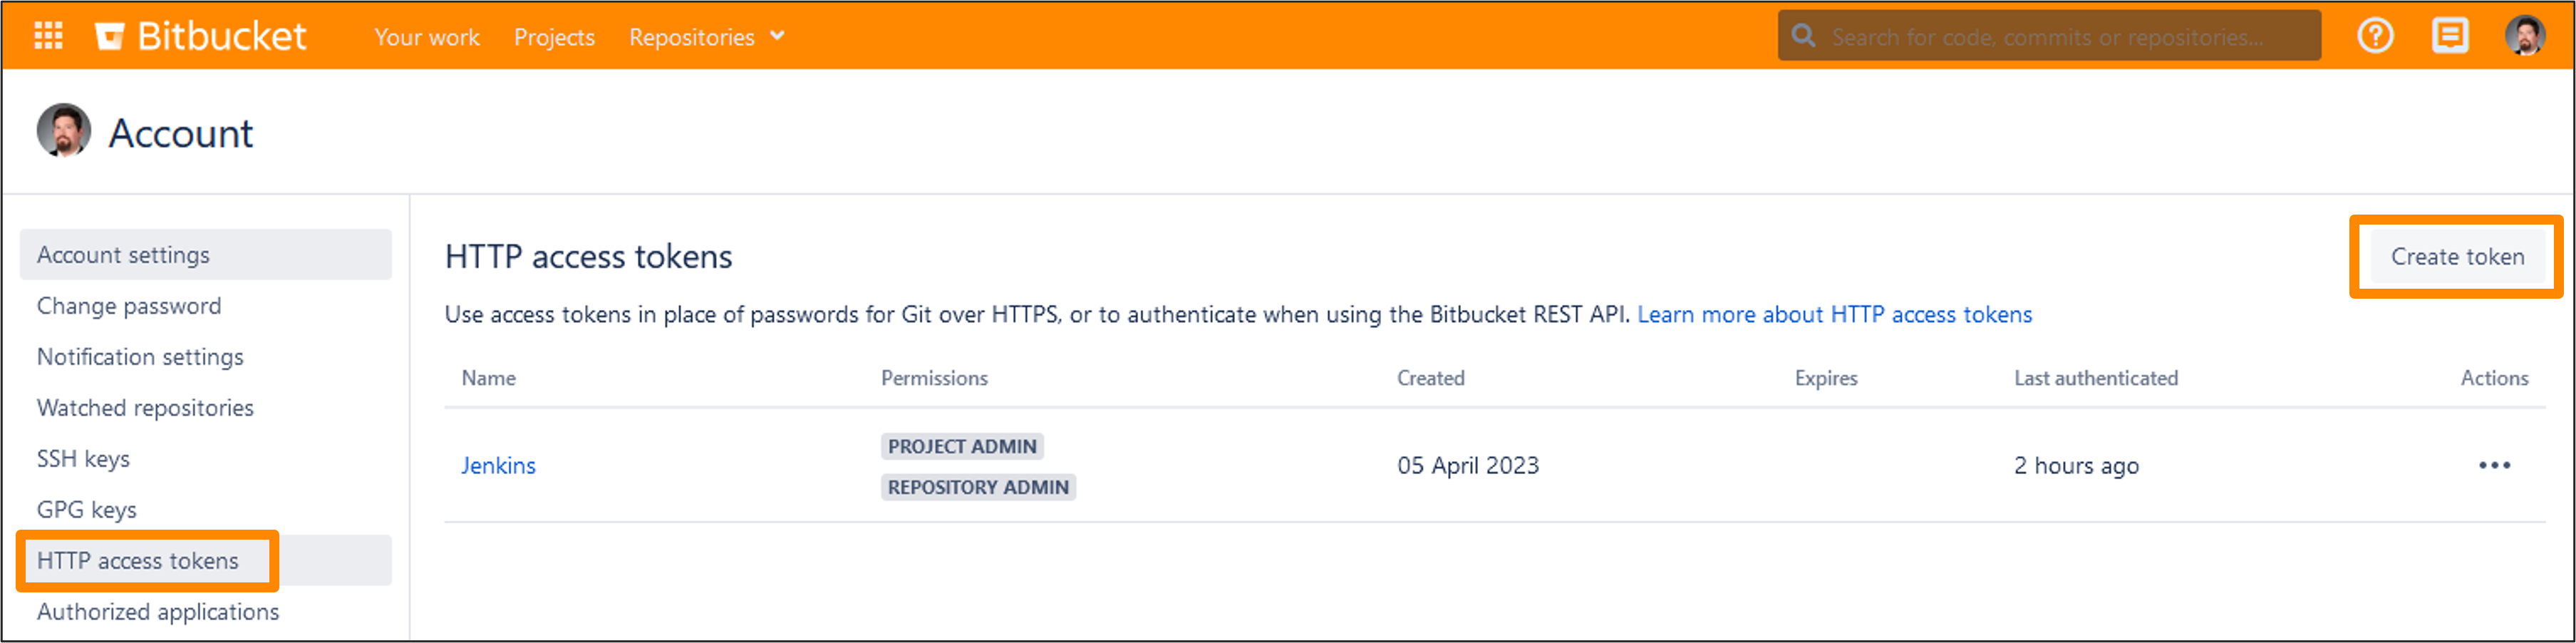 Bitbucket Your work Projects Repositories Search for code, commits or repositories...
Account
Account settings
Change password
Notification settings
Watched repositories
SSH keys
GPG keys
HTTP access tokens
Authorized applications
HTTP access tokens
Create token
Use access tokens in place of passwords for Git over HTTPS, or to authenticate when using the Bitbucket REST API. Learn more about HTTP access tokens
Name Permissions Created Expires Last authenticated Actions
Jenkins PROJECT ADMIN 05 April 2023 2 hours ago
REPOSITORY ADMIN